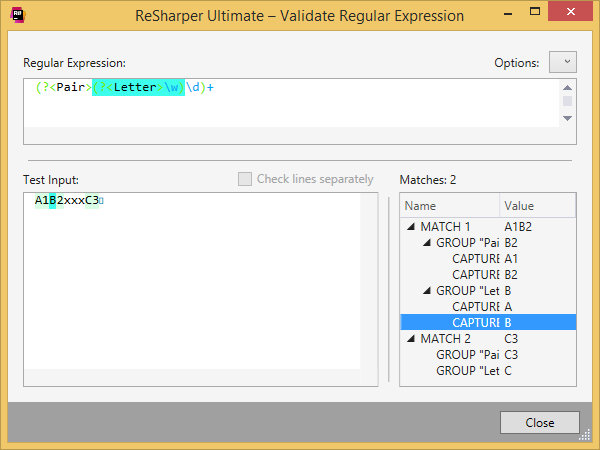 ReSharper Ultimate – Validate Regular Expression
Regular Expression:
Options:
(?<Pair>(?<Letter>\w)\d)+
Test Input:
Check lines separately
Matches: 2
A1B2xxxC3
Name Value
MATCH 1 A1B2
GROUP "Pai B2
CAPTURE A1
CAPTURE B2
GROUP "Let B
CAPTURE A
CAPTURE B
MATCH 2 C3
GROUP "Pai C3
GROUP "Let C
Close